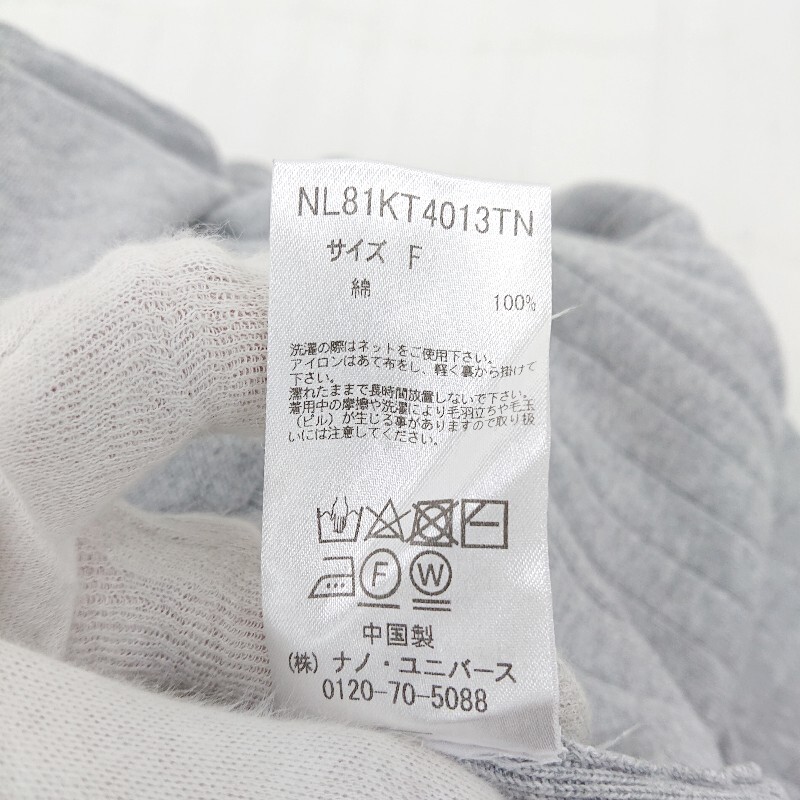 NL81KT4013TN
サイズ F
綿 100%
洗濯の際はネットをご使用下さい。
アイロンはあて布をし、軽く裏から掛けて
下さい。
濡れたままで長時間放置しないで下さい。
着用中の摩擦や洗濯により毛羽立ちや毛玉
(ピル)が生じる事がありますので取り扱
いには注意してください。
F W
中国製
(株) ナノ・ユニバース
0120-70-5088